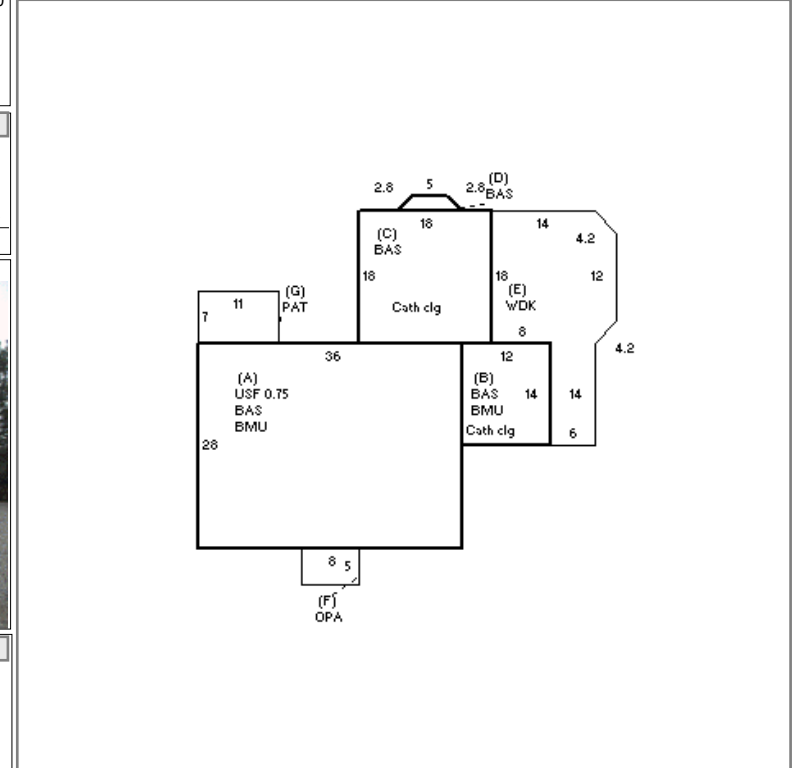 2.8
5
2.8
(D)
BAS
(C)
BAS
18
14
4.2
18
18
(E)
WDK
12
Cath clg
8
(G)
PAT
11
7
36
12
4.2
(A)
USF 0.75
BAS
BMU
(B)
BAS
BMU
14
14
Cath clg
6
28
8
5
(F)
OPA